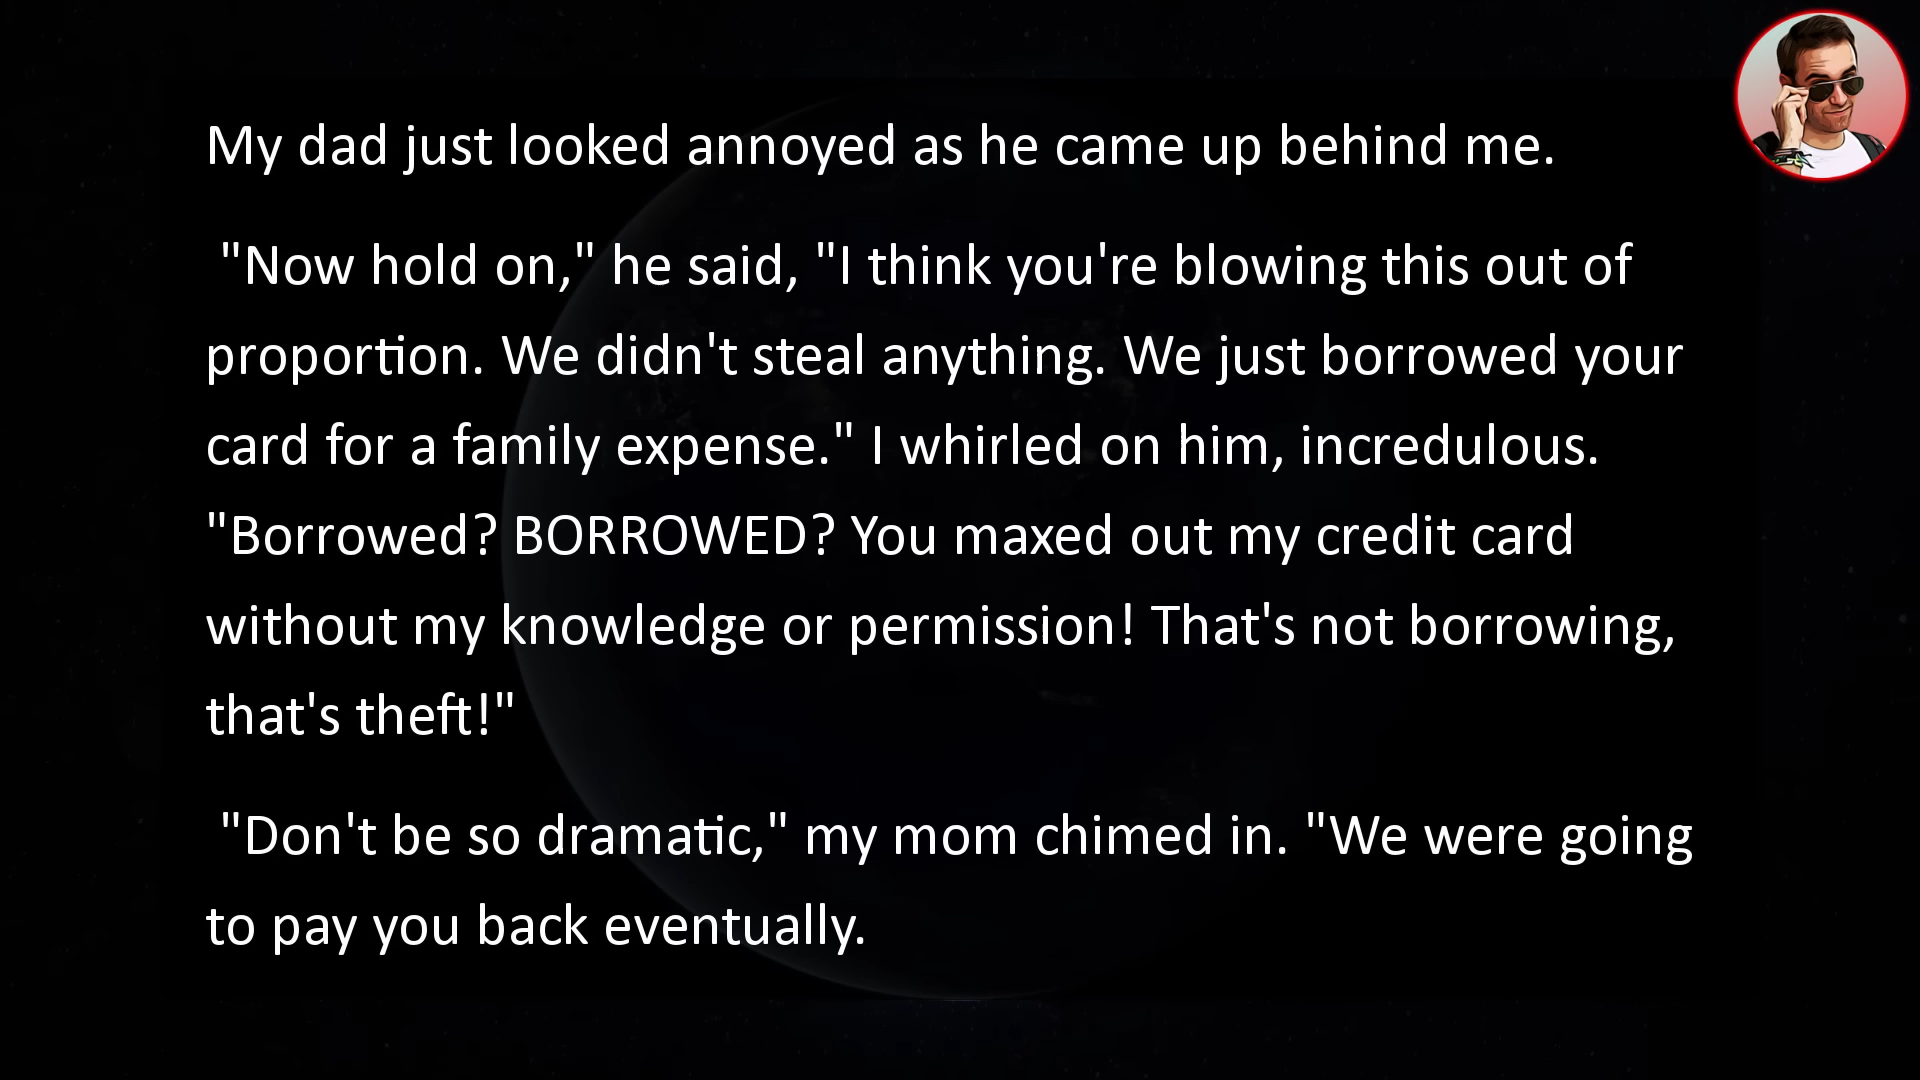 My dad just looked annoyed as he came up behind me.
"Now hold on," he said, "I think you're blowing this out of
proportion. We didn't steal anything. We just borrowed your
card for a family expense." I whirled on him, incredulous.
"Borrowed? BORROWED? You maxed out my credit card
without my knowledge or permission! That's not borrowing,
that's theft!"
"Don't be so dramatic," my mom chimed in. "We were going
to pay you back eventually.